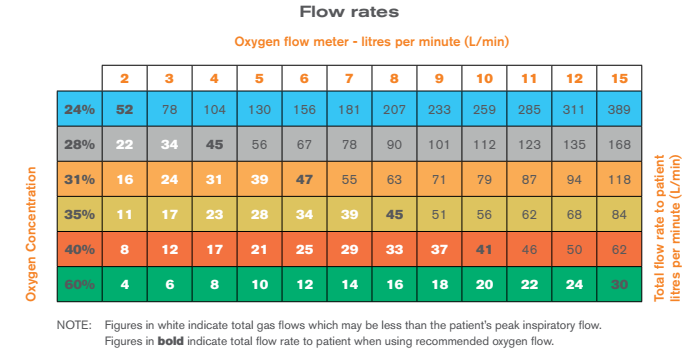 Flow rates
Oxygen flow meter - litres per minute (L/min)
2 3 4 5 6 7 8 9 10 11 12 15
24% 52 78 104 130 156 181 207 233 259 285 311 389
28% 22 34 45 56 67 78 90 101 112 123 135 168
31% 16 24 31 39 47 55 63 71 79 87 94 118
35% 11 17 23 28 34 39 45 51 56 62 68 84
40% 8 12 17 21 25 29 33 37 41 46 50 62
60% 4 6 8 10 12 14 16 18 20 22 24 30
Oxygen Concentration
Total flow rate to patient
litres per minute (L/min)
NOTE: Figures in white indicate total gas flows which may be less than the patient's peak inspiratory flow.
Figures in bold indicate total flow rate to patient when using recommended oxygen flow.